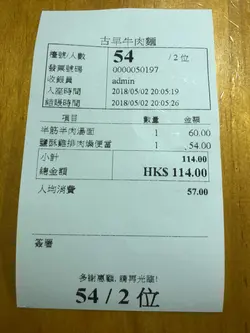 古早牛肉麵
檯號/人數 54 / 2 位
發票號碼 0000050197
收銀員 admin
入座時間 2018/05/02 20:05:19
結賬時間 2018/05/02 20:05:26
項目 數量 金額
半筋半肉湯面 1 60.00
鹽酥雞排肉燥便當 1 54.00
小計 114.00
總金額 HK$ 114.00
人均消費 57.00
簽署
多謝惠顧, 請再光臨!
54 / 2 位